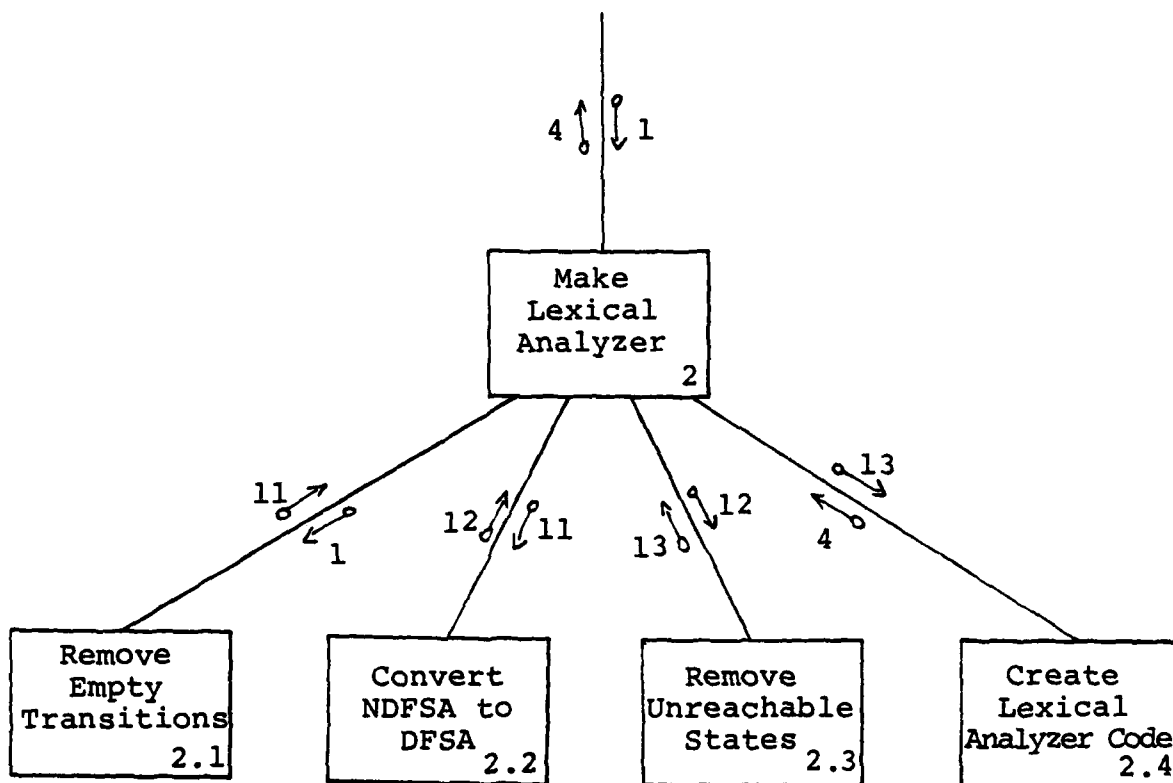 4
1
Make
Lexical
Analyzer
2
11
1
12
11
13
12
13
4
Remove
Empty
Transitions
2.1
Convert
NDFSA to
DFSA
2.2
Remove
Unreachable
States
2.3
Create
Lexical
Analyzer Code
2.4